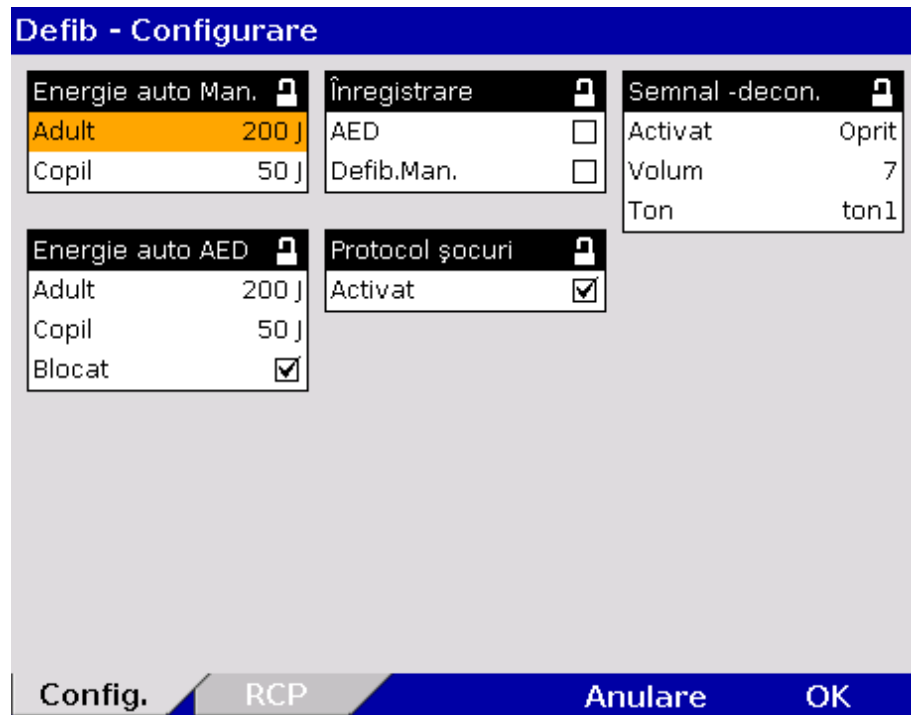 Defib - Configurare
Energie auto Man.
Adult 200 J
Copil 50 J
Înregistrare
AED
Defib.Man.
Semnal -decon.
Activat Oprit
Volum 7
Ton ton1
Energie auto AED
Adult 200 J
Copil 50 J
Blocat
Protocol şocuri
Activat
Config. RCP Anulare OK